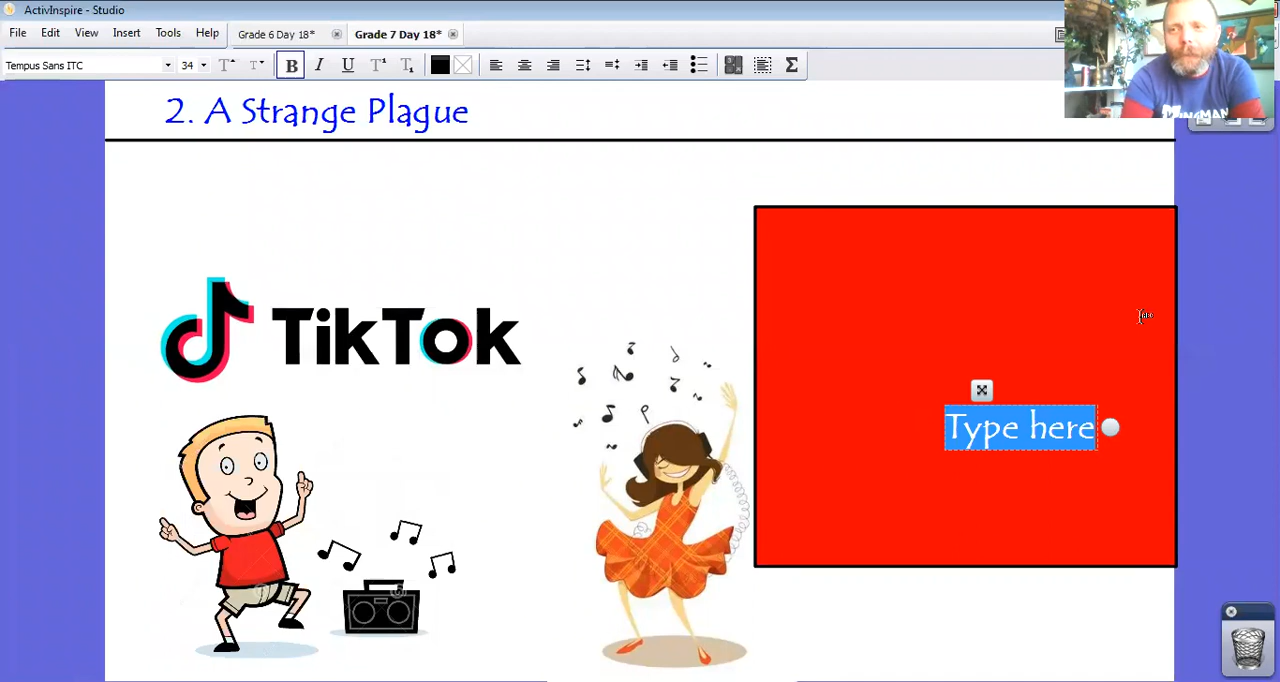 ActivInspire - Studio
File Edit View Insert Tools Help
Grade 6 Day 18*
Grade 7 Day 18*
Tempus Sans ITC
34
B I U T T
2. A Strange Plague
TikTok
Type here